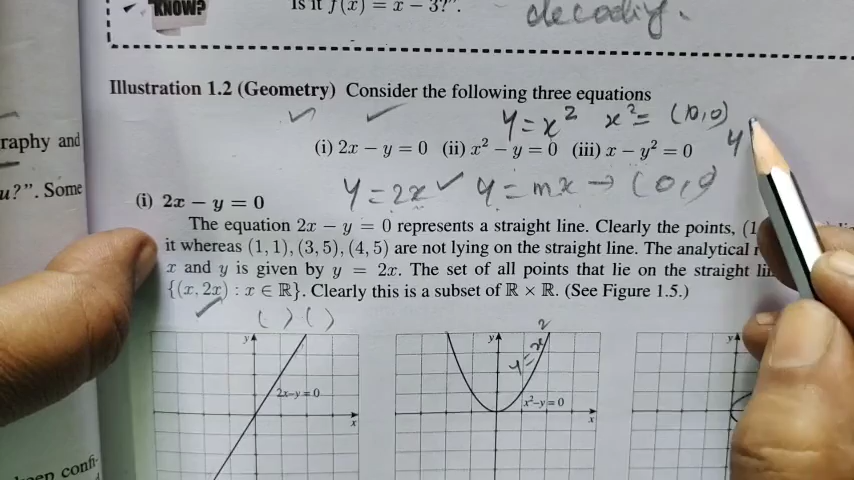 KNOW?
Is it f(x) = x − 3?".
decodiy.
Illustration 1.2 (Geometry) Consider the following three equations
y = x² x² = (0,0)
raphy and
(i) 2x − y = 0 (ii) x² − y = 0 (iii) x − y² = 0 y
u?". Some
y = 2x ✓ y = mx → (0,0)
(i) 2x − y = 0
The equation 2x − y = 0 represents a straight line. Clearly the points, (1
it whereas (1, 1), (3, 5), (4, 5) are not lying on the straight line. The analytical
x and y is given by y = 2x. The set of all points that lie on the straight
{(x, 2x) : x ∈ ℝ}. Clearly this is a subset of ℝ × ℝ. (See Figure 1.5.)
( ) ( )
y y y = x² y
2x−y = 0 x²−y = 0
x x
keep confi-